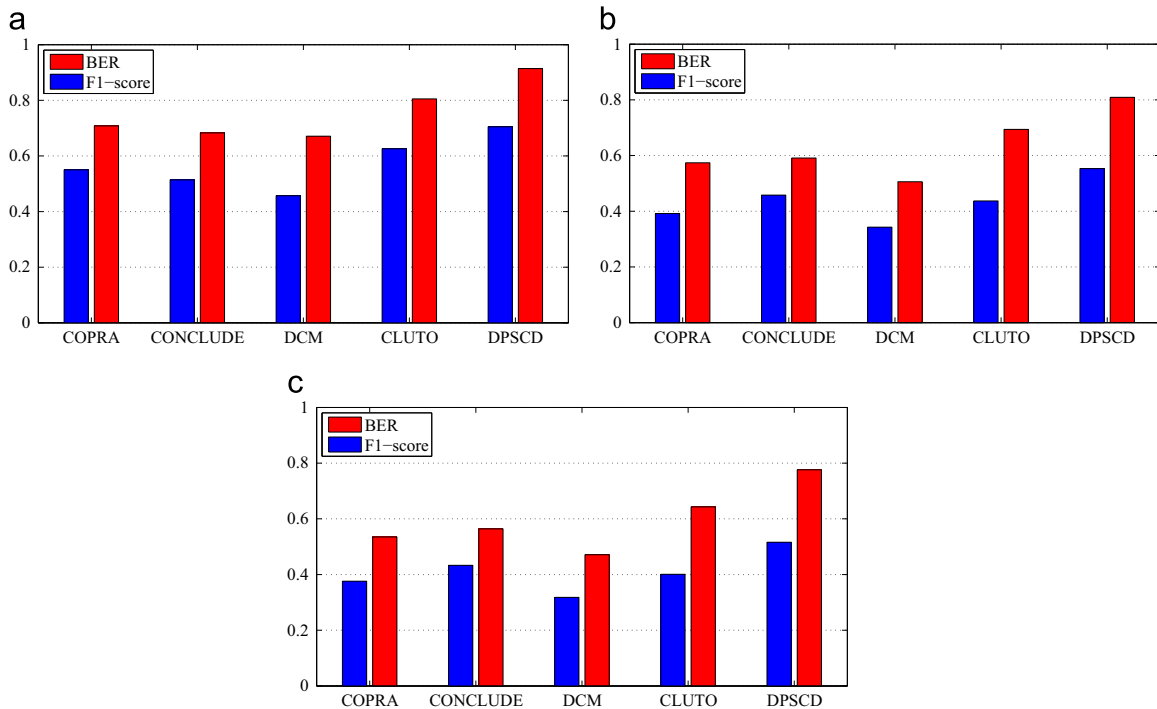 a
1
0.8
0.6
0.4
0.2
0
BER
F1−score
COPRA CONCLUDE DCM CLUTO DPSCD
b
1
0.8
0.6
0.4
0.2
0
BER
F1−score
COPRA CONCLUDE DCM CLUTO DPSCD
c
1
0.8
0.6
0.4
0.2
0
BER
F1−score
COPRA CONCLUDE DCM CLUTO DPSCD